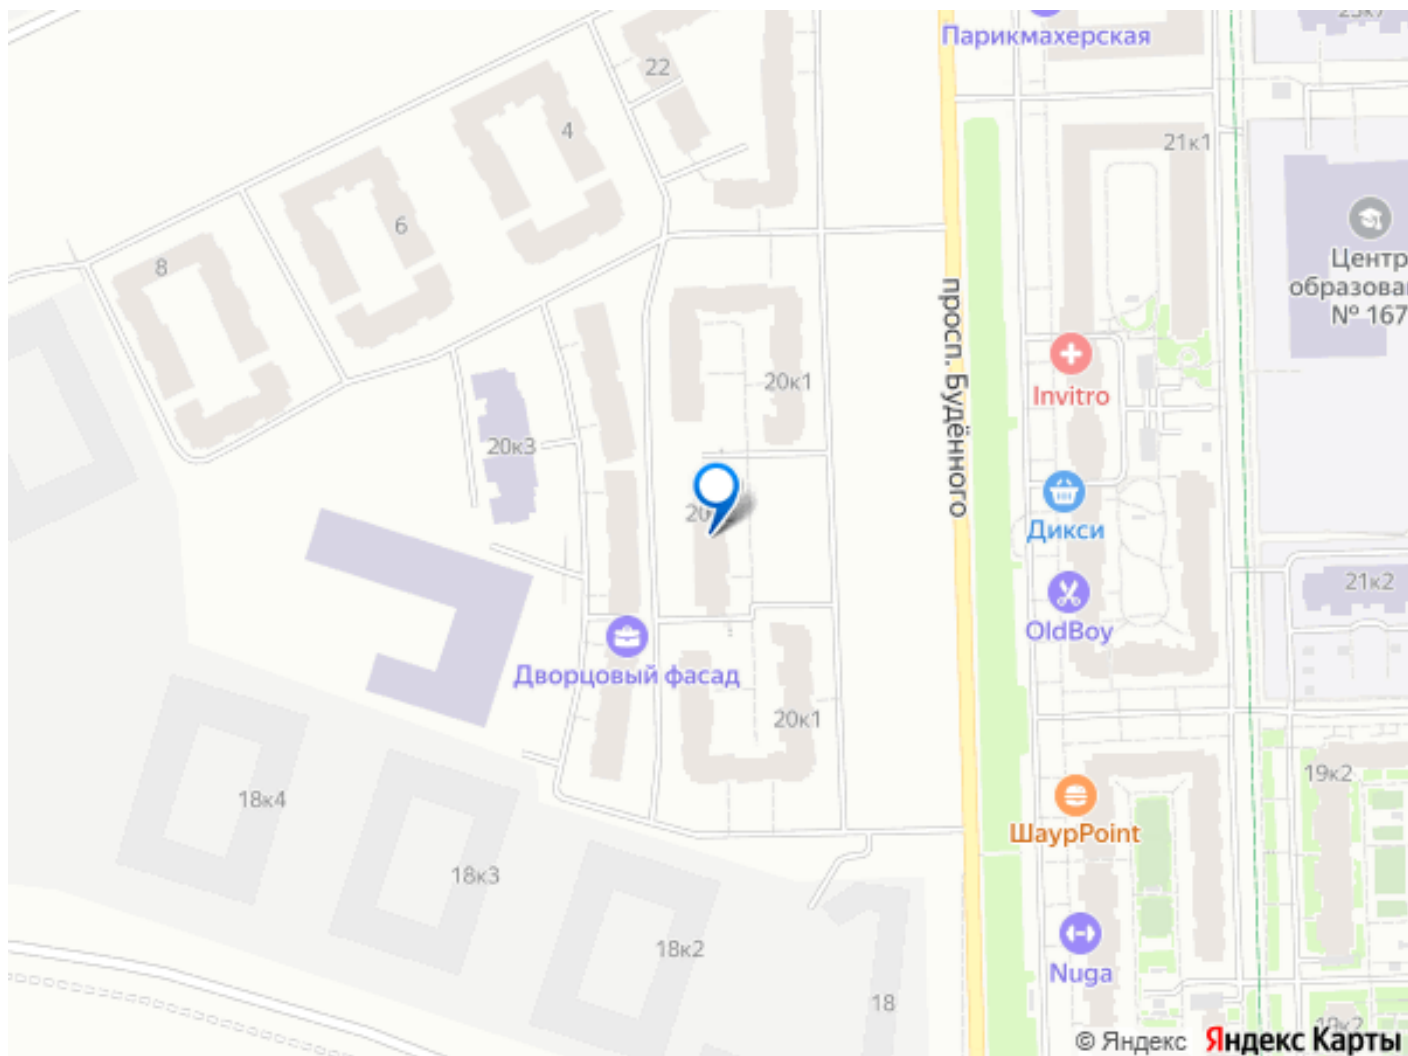 Парикмахерская
22
4
21к1
6
8
Центр
образова
№ 167
просп. Будённого
20к1
Invitro
20к3
Дикси
21к2
OldBoy
Дворцовый фасад
20к1
19к2
18к4
ШаурPoint
18к3
18к2
Nuga
18
© Яндекс
Яндекс Карты